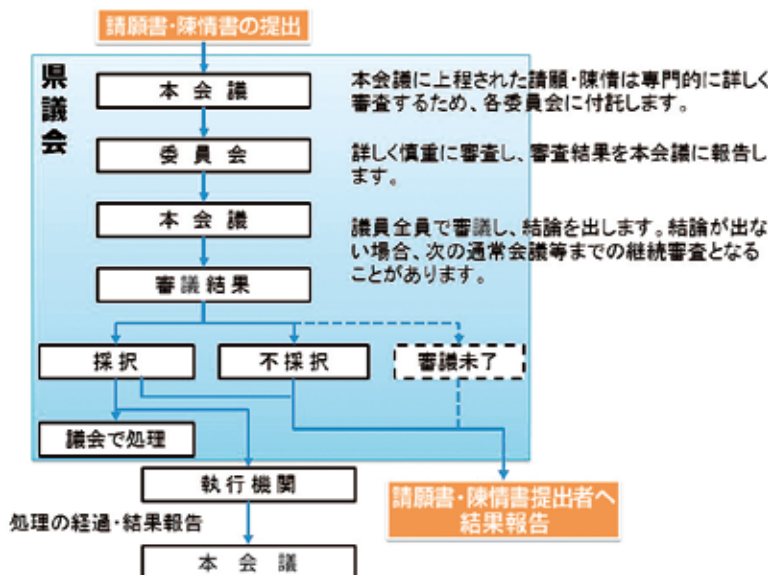 請願書・陳情書の提出
県議会
本会議
本会議に上程された請願・陳情は専門的に詳しく
審査するため、各委員会に付託します。
委員会
詳しく慎重に審査し、審査結果を本会議に報告し
ます。
本会議
議員全員で審議し、結論を出します。結論が出な
い場合、次の通常会議等までの継続審査となる
ことがあります。
審議結果
採択
不採択
審議未了
議会で処理
執行機関
請願書・陳情書提出者へ
結果報告
処理の経過・結果報告
本会議